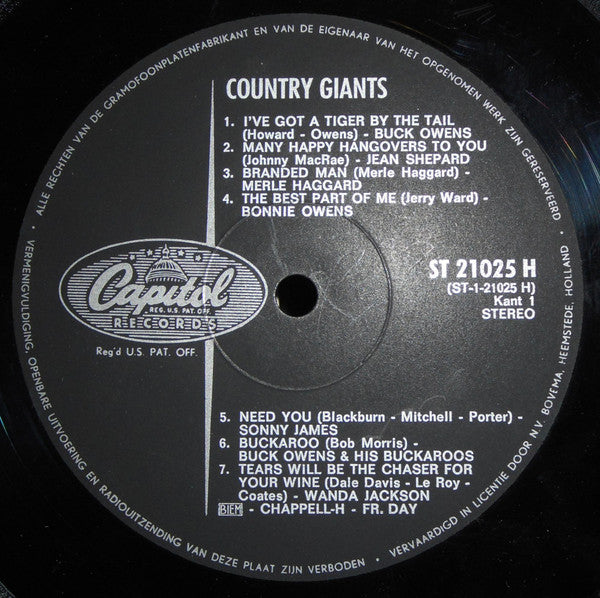 ALLE RECHTEN VAN DE GRAMOFOONPLATENFABRIKANT EN VAN DE EIGENAAR VAN HET OPGENOMEN WERK ZIJN GERESERVEERD •
COUNTRY GIANTS
1. I'VE GOT A TIGER BY THE TAIL
(Howard - Owens) - BUCK OWENS
2. MANY HAPPY HANGOVERS TO YOU
(Johnny MacRae) - JEAN SHEPARD
3. BRANDED MAN (Merle Haggard) -
MERLE HAGGARD
4. THE BEST PART OF ME (Jerry Ward) -
BONNIE OWENS
Capitol
REG. U.S. PAT. OFF.
RECORDS
Reg'd U.S. PAT. OFF.
ST 21025 H
(ST-1-21025 H)
Kant 1
STEREO
5. NEED YOU (Blackburn - Mitchell - Porter) -
SONNY JAMES
6. BUCKAROO (Bob Morris) -
BUCK OWENS & HIS BUCKAROOS
7. TEARS WILL BE THE CHASER FOR
YOUR WINE (Dale Davis - Le Roy -
Coates) - WANDA JACKSON
BIEM - CHAPPELL-H - FR. DAY
• VERMENIGVULDIGING, OPENBARE UITVOERING EN RADIOUITZENDING VAN DEZE PLAAT ZIJN VERBODEN •
VERVAARDIGD IN LICENTIE DOOR N.V. BOVEMA, HEEMSTEDE, HOLLAND